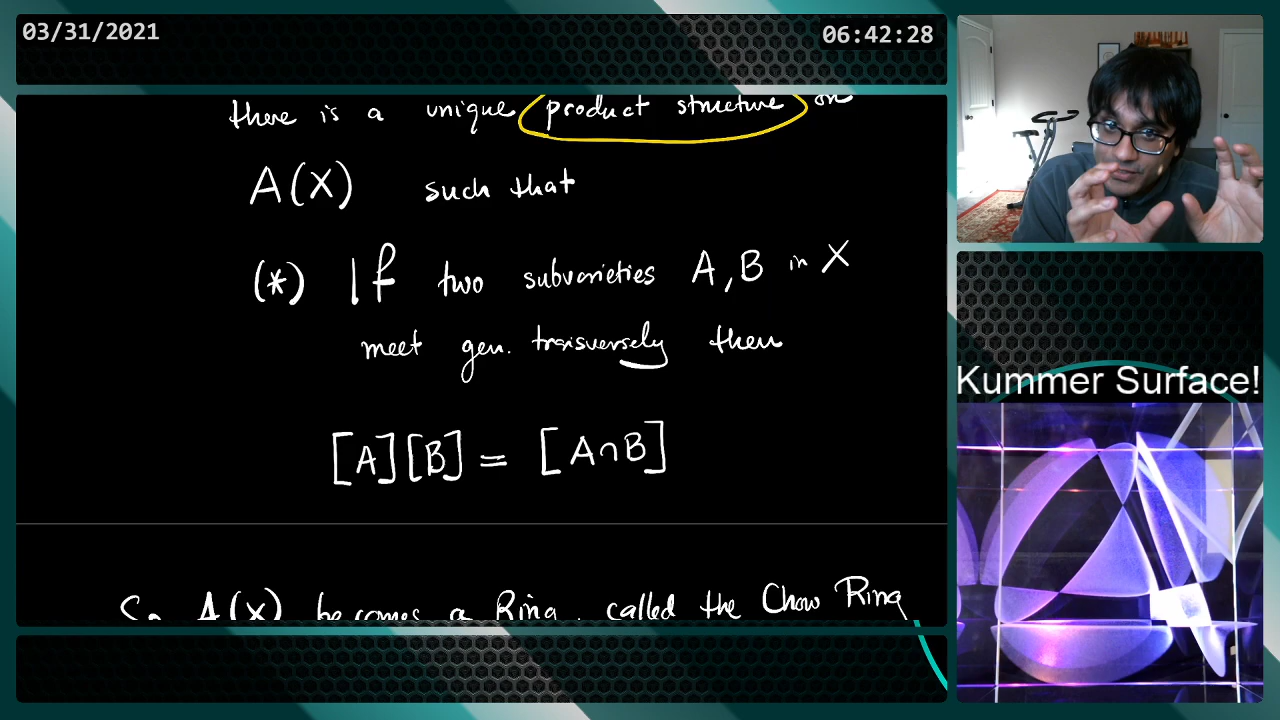 03/31/2021
06:42:28
there is a unique product structure on
A(X) such that
(*) If two subvarieties A, B in X
meet gen. transversely then
[A][B] = [A∩B]
So A(X) becomes a Ring, called the Chow Ring
Kummer Surface!